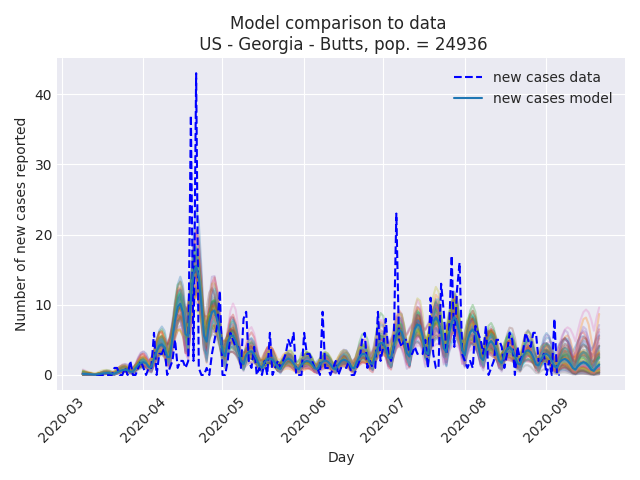 Model comparison to data
US - Georgia - Butts, pop. = 24936
new cases data
new cases model
Number of new cases reported
40
30
20
10
0
2020-03
2020-04
2020-05
2020-06
2020-07
2020-08
2020-09
Day